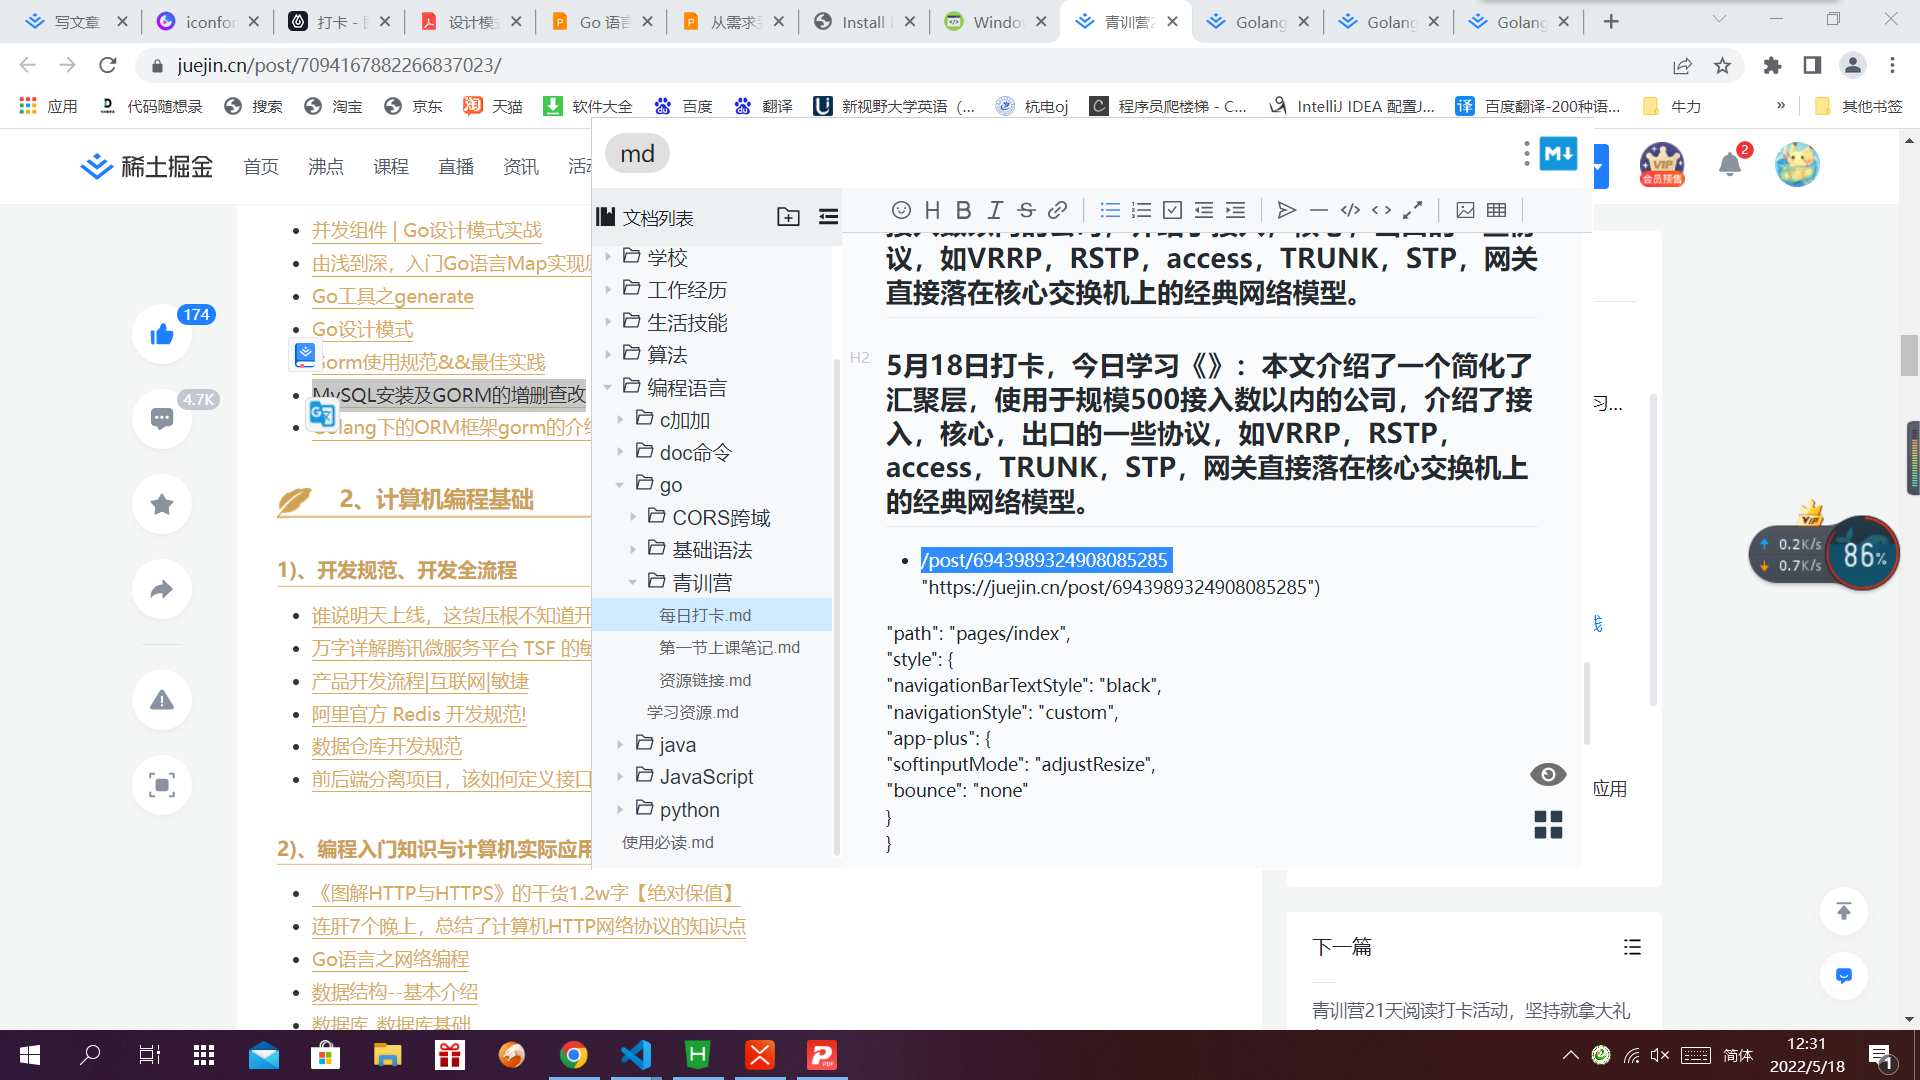 写文章
iconfor
打卡 - 
设计模
Go 语言
从需求
Install
Window
青训营
Golang
Golang
Golang
juejin.cn/post/7094167882266837023/
应用
代码随想录
搜索
淘宝
京东
天猫
软件大全
百度
翻译
新视野大学英语（...
杭电oj
程序员爬楼梯 - C...
IntelliJ IDEA 配置J...
百度翻译-200种语...
牛力
»
其他书签
稀土掘金
首页
沸点
课程
直播
资讯
VIP
会员预售
2
并发组件 | Go设计模式实战
由浅到深，入门Go语言Map实现
Go工具之generate
Go设计模式
Gorm使用规范&&最佳实践
MySQL安装及GORM的增删查改
Golang下的ORM框架gorm的介绍
174
4.7K
2、计算机编程基础
1)、开发规范、开发全流程
谁说明天上线，这货压根不知道开
万字详解腾讯微服务平台 TSF 的敏
产品开发流程|互联网|敏捷
阿里官方 Redis 开发规范!
数据仓库开发规范
前后端分离项目，该如何定义接口
2)、编程入门知识与计算机实际应用
《图解HTTP与HTTPS》的干货1.2w字【绝对保值】
连肝7个晚上，总结了计算机HTTP网络协议的知识点
Go语言之网络编程
数据结构--基本介绍
数据库 数据库基础
md
M↓
文档列表
学校
工作经历
生活技能
算法
编程语言
c加加
doc命令
go
CORS跨域
基础语法
青训营
每日打卡.md
第一节上课笔记.md
资源链接.md
学习资源.md
java
JavaScript
python
使用必读.md
接入数以内的公司，介绍了接入，核心，出口的一些协
议，如VRRP，RSTP，access，TRUNK，STP，网关
直接落在核心交换机上的经典网络模型。
H2
5月18日打卡，今日学习《》：本文介绍了一个简化了
汇聚层，使用于规模500接入数以内的公司，介绍了接
入，核心，出口的一些协议，如VRRP，RSTP，
access，TRUNK，STP，网关直接落在核心交换机上
的经典网络模型。
/post/6943989324908085285
"https://juejin.cn/post/6943989324908085285")
"path": "pages/index",
"style": {
"navigationBarTextStyle": "black",
"navigationStyle": "custom",
"app-plus": {
"softinputMode": "adjustResize",
"bounce": "none"
}
}
习...
应用
VIP
0.2K/s
0.7K/s
86%
下一篇
青训营21天阅读打卡活动，坚持就拿大礼
简体
12:31
2022/5/18
1